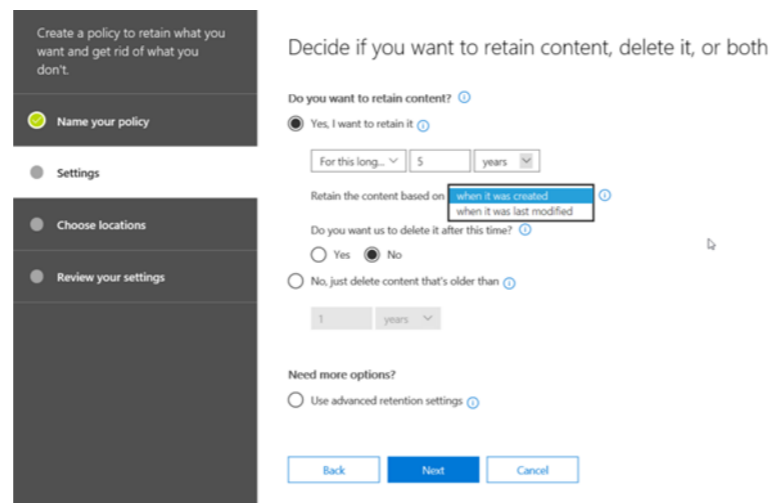 Create a policy to retain what you
want and get rid of what you
don't.
Name your policy
Settings
Choose locations
Review your settings
Decide if you want to retain content, delete it, or both
Do you want to retain content?
Yes, I want to retain it
For this long... 5 years
Retain the content based on when it was created
when it was last modified
Do you want us to delete it after this time?
Yes No
No, just delete content that's older than
1 years
Need more options?
Use advanced retention settings
Back Next Cancel